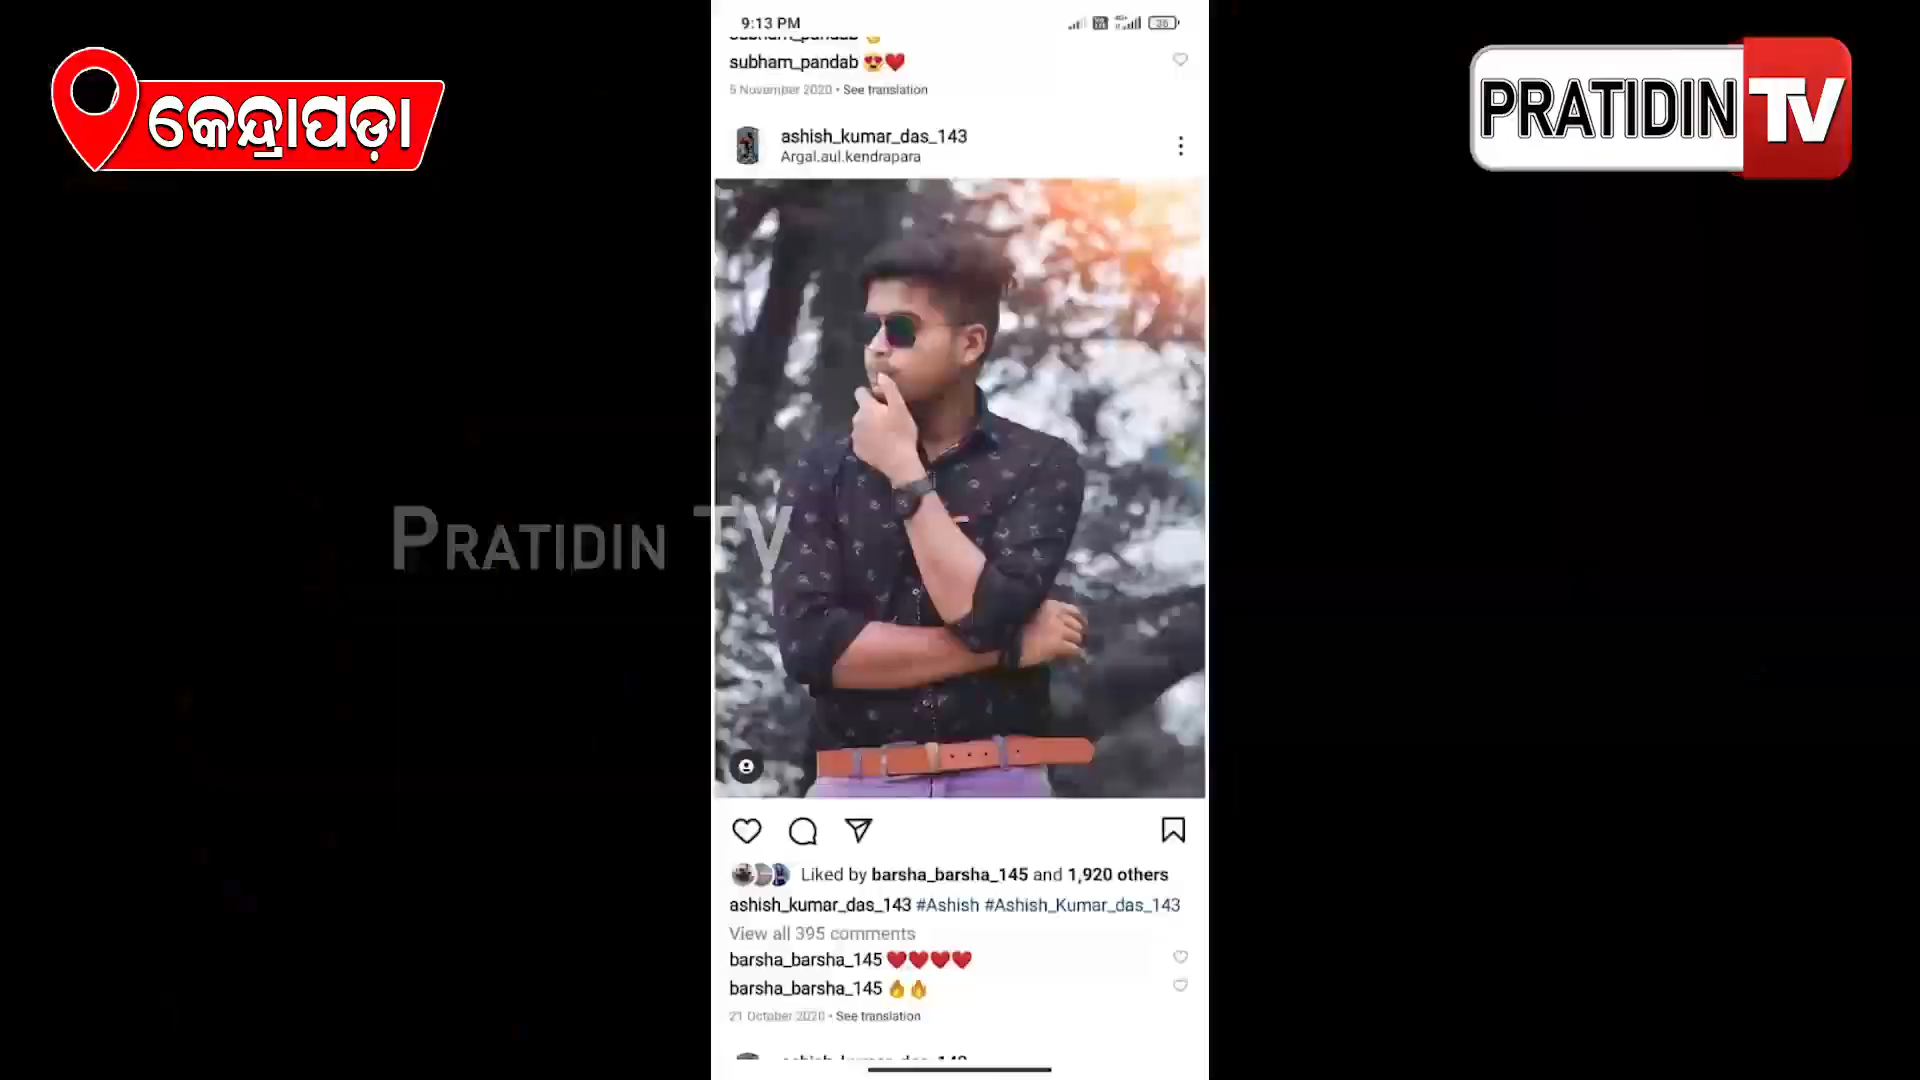 9:13 PM
36
subham_pandab
subham_pandab 😍❤️
5 November 2020 • See translation
କେନ୍ଦ୍ରାପଡ଼ା
PRATIDIN TV
ashish_kumar_das_143
Argal.aul.kendrapara
PRATIDIN TV
Liked by barsha_barsha_145 and 1,920 others
ashish_kumar_das_143 #Ashish #Ashish_Kumar_das_143
View all 395 comments
barsha_barsha_145 ❤️❤️❤️❤️
barsha_barsha_145 🔥🔥
21 October 2020 • See translation